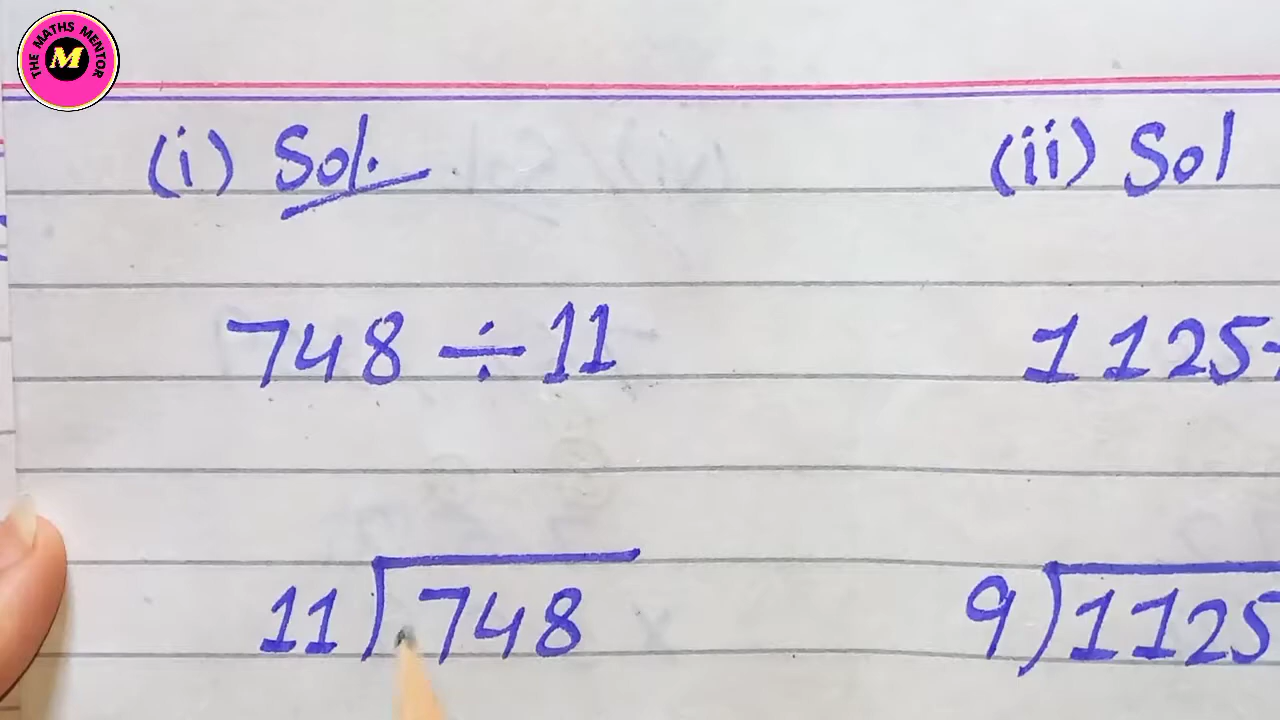 THE MATHS MENTOR
M
(i) Sol.
(ii) Sol
748 ÷ 11
1125÷
11)748
9)1125